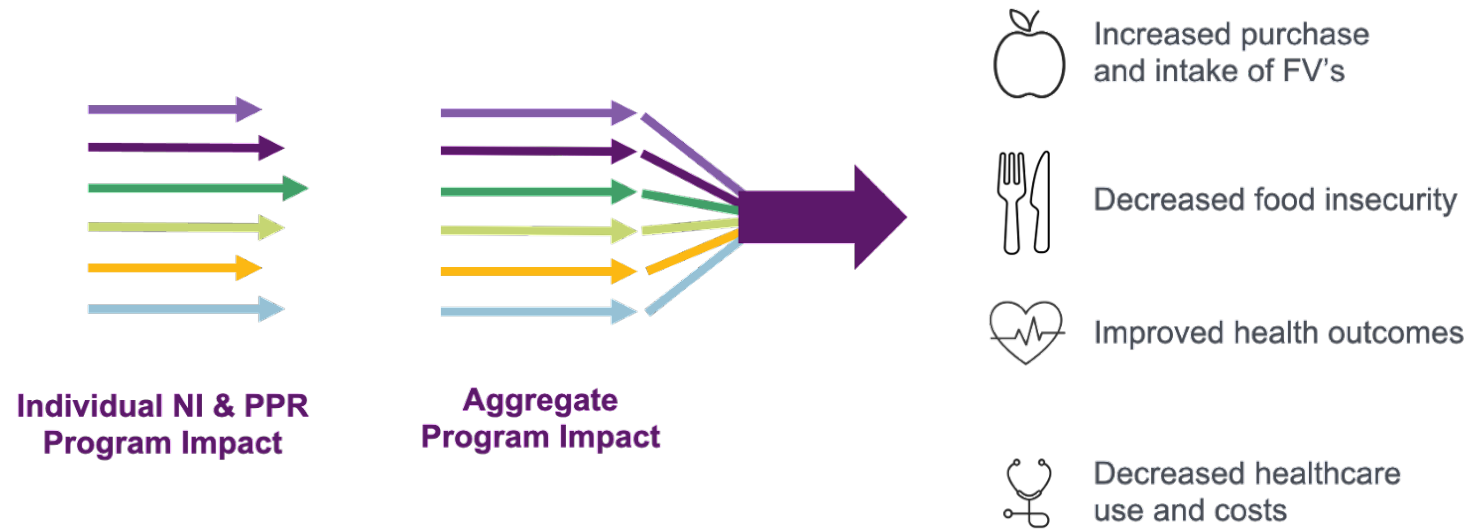 Individual NI & PPR
Program Impact
Aggregate
Program Impact
Increased purchase
and intake of FV's
Decreased food insecurity
Improved health outcomes
Decreased healthcare
use and costs